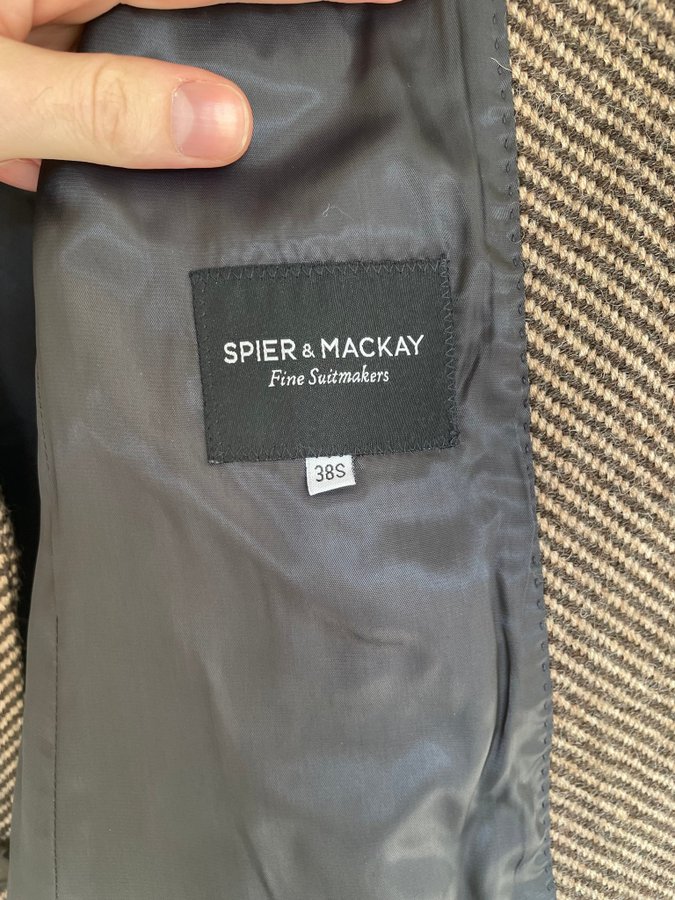 SPIER & MACKAY
Fine Suitmakers
38S